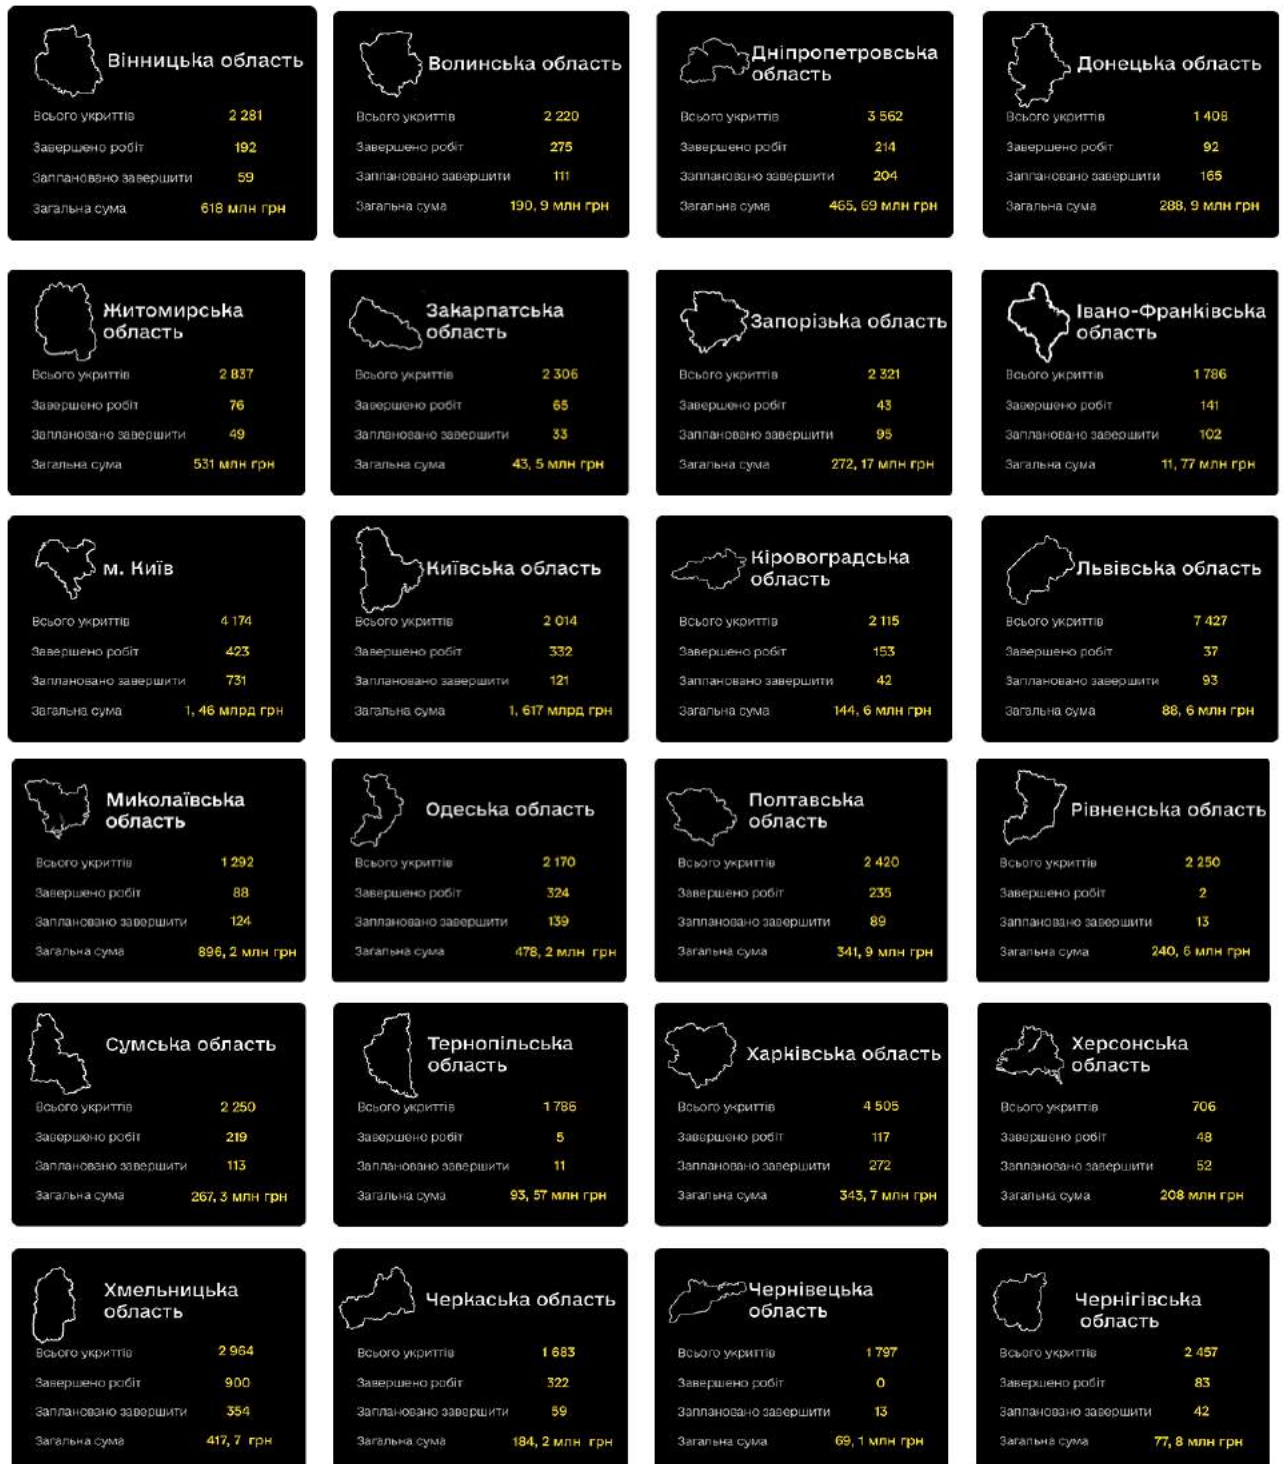 Вінницька область
Всього укриттів 2 281
Завершено робіт 192
Заплановано завершити 59
Загальна сума 618 млн грн
Волинська область
Всього укриттів 2 220
Завершено робіт 275
Заплановано завершити 111
Загальна сума 190, 9 млн грн
Дніпропетровська
область
Всього укриттів 3 562
Завершено робіт 214
Заплановано завершити 204
Загальна сума 465, 69 млн грн
Донецька область
Всього укриттів 1 408
Завершено робіт 92
Заплановано завершити 165
Загальна сума 288, 9 млн грн
Житомирська
область
Всього укриттів 2 837
Завершено робіт 76
Заплановано завершити 49
Загальна сума 531 млн грн
Закарпатська
область
Всього укриттів 2 306
Завершено робіт 65
Заплановано завершити 33
Загальна сума 43, 5 млн грн
Запорізька область
Всього укриттів 2 321
Завершено робіт 43
Заплановано завершити 95
Загальна сума 272, 17 млн грн
Івано-Франківська
область
Всього укриттів 1 786
Завершено робіт 141
Заплановано завершити 102
Загальна сума 11, 77 млн грн
м. Київ
Всього укриттів 4 174
Завершено робіт 423
Заплановано завершити 731
Загальна сума 1, 46 млрд грн
Київська область
Всього укриттів 2 014
Завершено робіт 332
Заплановано завершити 121
Загальна сума 1, 617 млрд грн
Кіровоградська
область
Всього укриттів 2 115
Завершено робіт 153
Заплановано завершити 42
Загальна сума 144, 6 млн грн
Львівська область
Всього укриттів 7 427
Завершено робіт 37
Заплановано завершити 93
Загальна сума 88, 6 млн грн
Миколаївська
область
Всього укриттів 1 292
Завершено робіт 88
Заплановано завершити 124
Загальна сума 896, 2 млн грн
Одеська область
Всього укриттів 2 170
Завершено робіт 324
Заплановано завершити 139
Загальна сума 478, 2 млн грн
Полтавська
область
Всього укриттів 2 420
Завершено робіт 235
Заплановано завершити 89
Загальна сума 341, 9 млн грн
Рівненська область
Всього укриттів 2 250
Завершено робіт 2
Заплановано завершити 13
Загальна сума 240, 6 млн грн
Сумська область
Всього укриттів 2 250
Завершено робіт 219
Заплановано завершити 113
Загальна сума 267, 3 млн грн
Тернопільська
область
Всього укриттів 1 786
Завершено робіт 5
Заплановано завершити 11
Загальна сума 93, 57 млн грн
Харківська область
Всього укриттів 4 505
Завершено робіт 117
Заплановано завершити 272
Загальна сума 343, 7 млн грн
Херсонська
область
Всього укриттів 706
Завершено робіт 48
Заплановано завершити 52
Загальна сума 208 млн грн
Хмельницька
область
Всього укриттів 2 964
Завершено робіт 900
Заплановано завершити 354
Загальна сума 417, 7 грн
Черкаська область
Всього укриттів 1 683
Завершено робіт 322
Заплановано завершити 59
Загальна сума 184, 2 млн грн
Чернівецька
область
Всього укриттів 1 797
Завершено робіт 0
Заплановано завершити 13
Загальна сума 69, 1 млн грн
Чернігівська
область
Всього укриттів 2 457
Завершено робіт 83
Заплановано завершити 42
Загальна сума 77, 8 млн грн